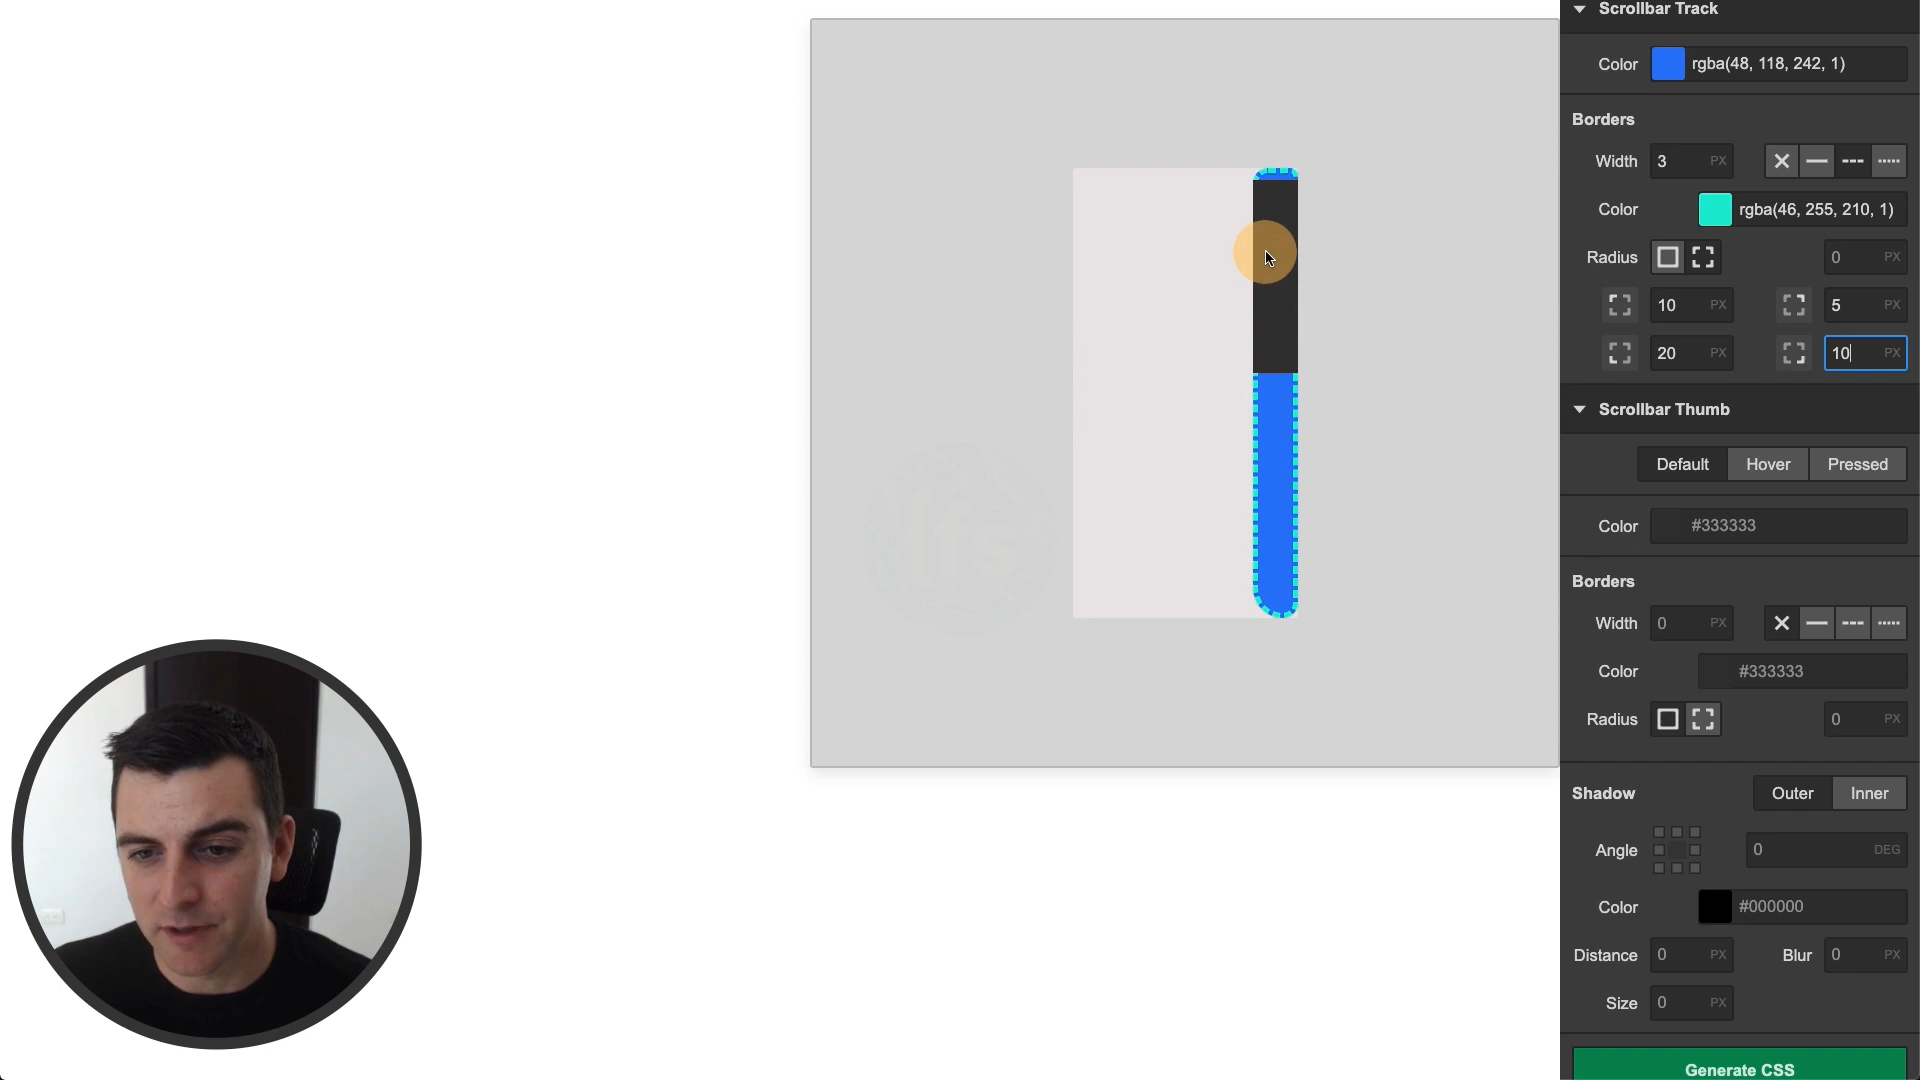 Scrollbar Track
Color rgba(48, 118, 242, 1)
Borders
Width 3 PX
Color rgba(46, 255, 210, 1)
Radius 0 PX
10 PX 5 PX
20 PX 10 PX
Scrollbar Thumb
Default Hover Pressed
Color #333333
Borders
Width 0 PX
Color #333333
Radius 0 PX
Shadow Outer Inner
Angle 0 DEG
Color #000000
Distance 0 PX Blur 0 PX
Size 0 PX
Generate CSS
lfs